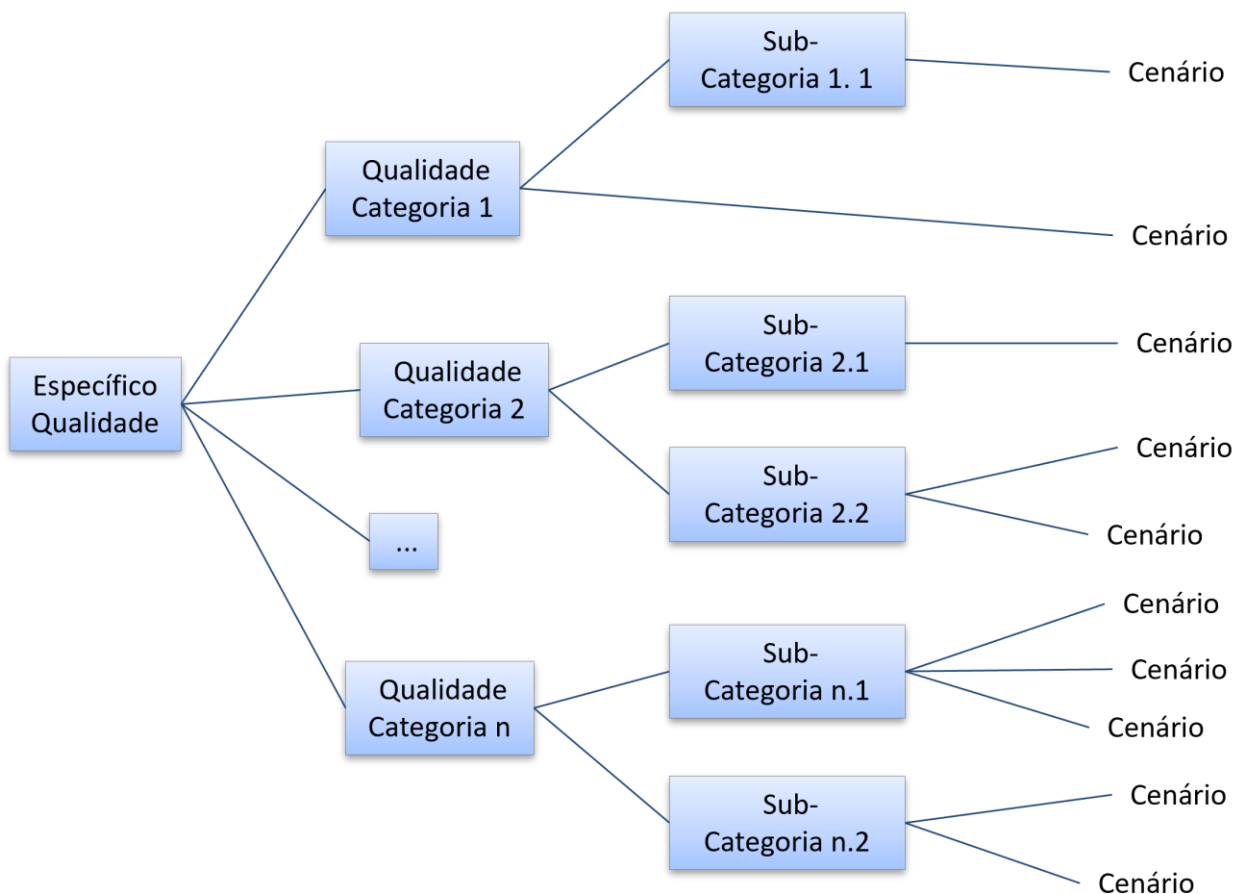 Sub-
Categoria 1. 1
Cenário
Qualidade
Categoria 1
Cenário
Específico
Qualidade
Qualidade
Categoria 2
Sub-
Categoria 2.1
Cenário
Sub-
Categoria 2.2
Cenário
Cenário
...
Qualidade
Categoria n
Sub-
Categoria n.1
Cenário
Cenário
Cenário
Sub-
Categoria n.2
Cenário
Cenário